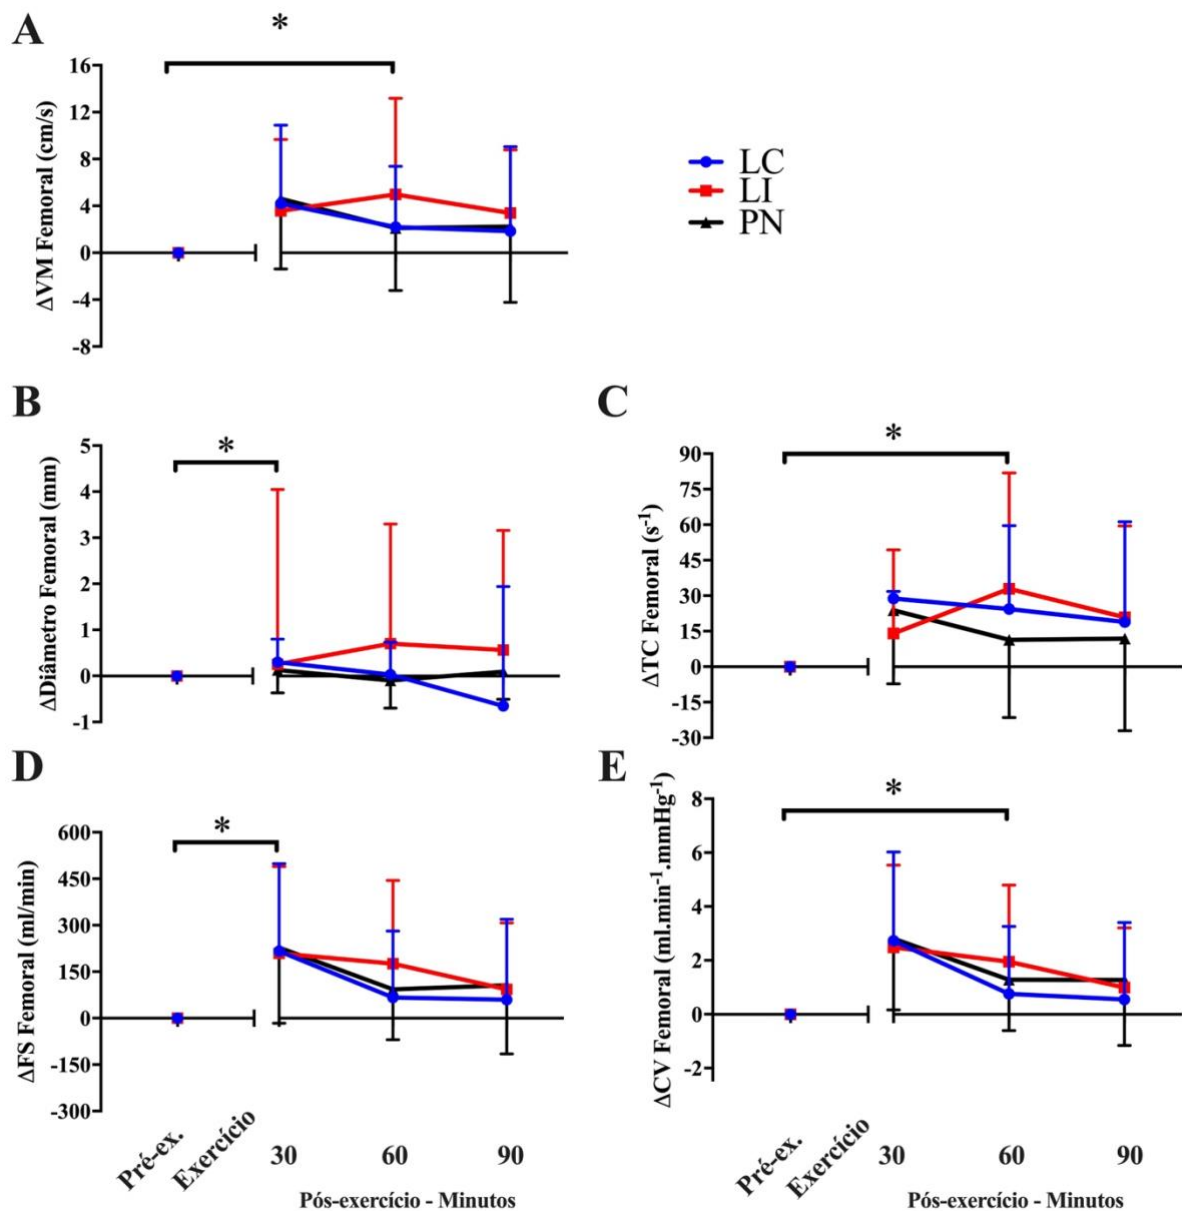 A
*
16
12
8
4
0
-4
-8
ΔVM Femoral (cm/s)
LC
LI
PN
B
*
5
4
3
2
1
0
-1
ΔDiâmetro Femoral (mm)
C
*
90
75
60
45
30
15
0
-15
-30
ΔTC Femoral (s⁻¹)
D
*
600
450
300
150
0
-150
-300
ΔFS Femoral (ml/min)
Pré-ex.
Exercício
30 60 90
Pós-exercício - Minutos
E
*
8
6
4
2
0
-2
ΔCV Femoral (ml.min⁻¹.mmHg⁻¹)
Pré-ex.
Exercício
30 60 90
Pós-exercício - Minutos